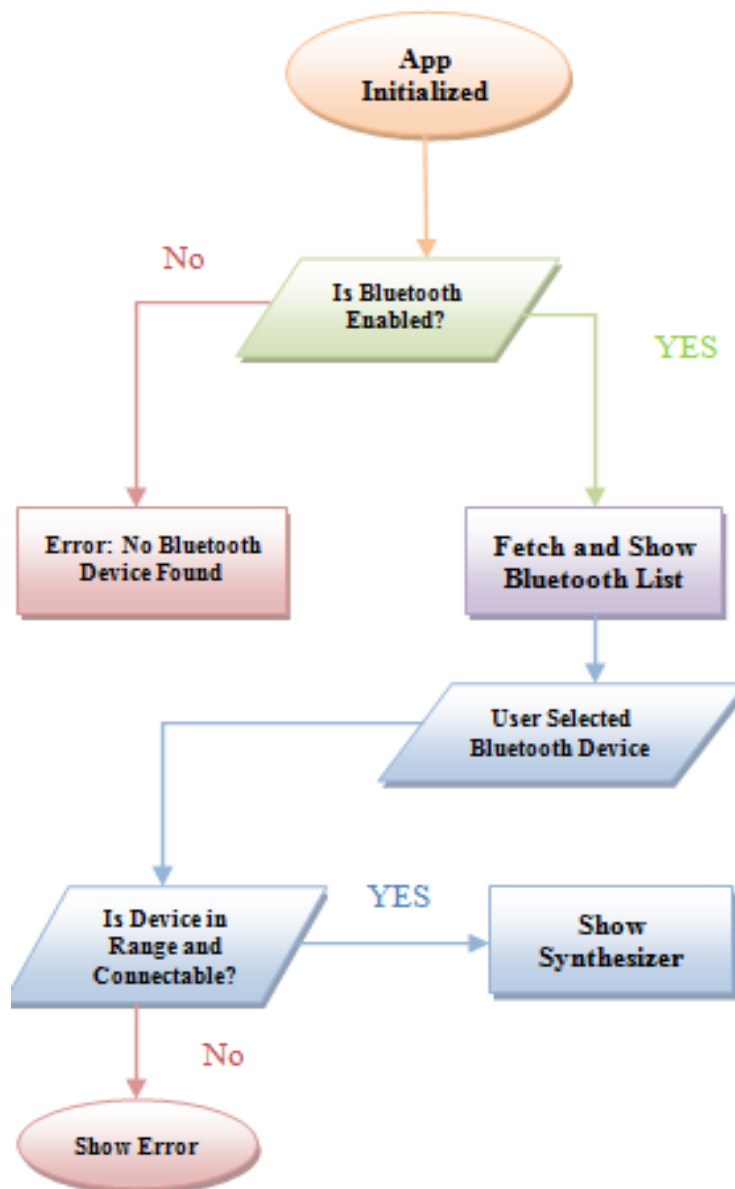 App
Initialized
No
Is Bluetooth
Enabled?
YES
Error: No Bluetooth
Device Found
Fetch and Show
Bluetooth List
User Selected
Bluetooth Device
Is Device in
Range and
Connectable?
YES
Show
Synthesizer
No
Show Error